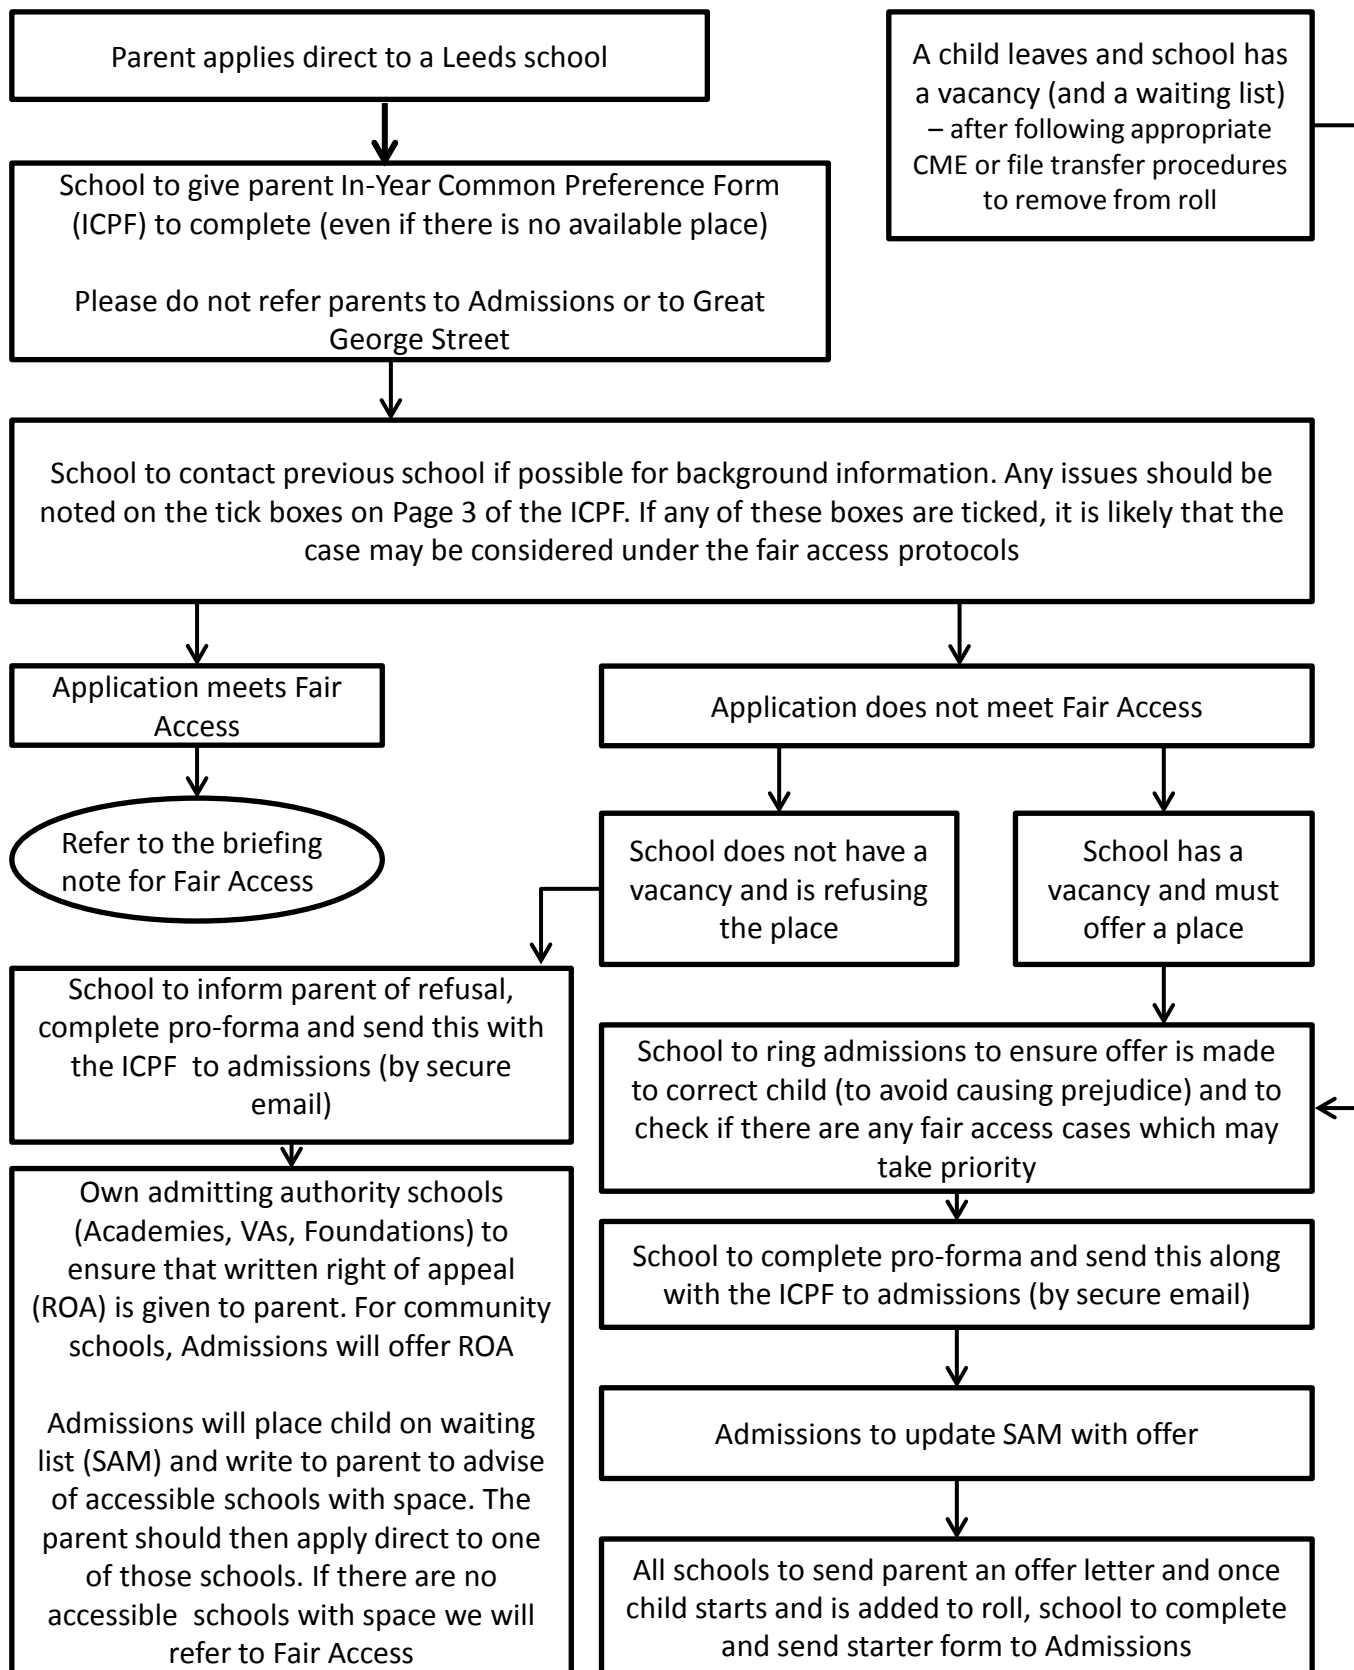 Parent applies direct to a Leeds school
A child leaves and school has
a vacancy (and a waiting list)
– after following appropriate
CME or file transfer procedures
to remove from roll
School to give parent In-Year Common Preference Form
(ICPF) to complete (even if there is no available place)
Please do not refer parents to Admissions or to Great
George Street
School to contact previous school if possible for background information. Any issues should be
noted on the tick boxes on Page 3 of the ICPF. If any of these boxes are ticked, it is likely that the
case may be considered under the fair access protocols
Application meets Fair
Access
Application does not meet Fair Access
Refer to the briefing
note for Fair Access
School does not have a
vacancy and is refusing
the place
School has a
vacancy and must
offer a place
School to inform parent of refusal,
complete pro-forma and send this with
the ICPF to admissions (by secure
email)
School to ring admissions to ensure offer is made
to correct child (to avoid causing prejudice) and to
check if there are any fair access cases which may
take priority
Own admitting authority schools
(Academies, VAs, Foundations) to
ensure that written right of appeal
(ROA) is given to parent. For community
schools, Admissions will offer ROA
Admissions will place child on waiting
list (SAM) and write to parent to advise
of accessible schools with space. The
parent should then apply direct to one
of those schools. If there are no
accessible schools with space we will
refer to Fair Access
School to complete pro-forma and send this along
with the ICPF to admissions (by secure email)
Admissions to update SAM with offer
All schools to send parent an offer letter and once
child starts and is added to roll, school to complete
and send starter form to Admissions